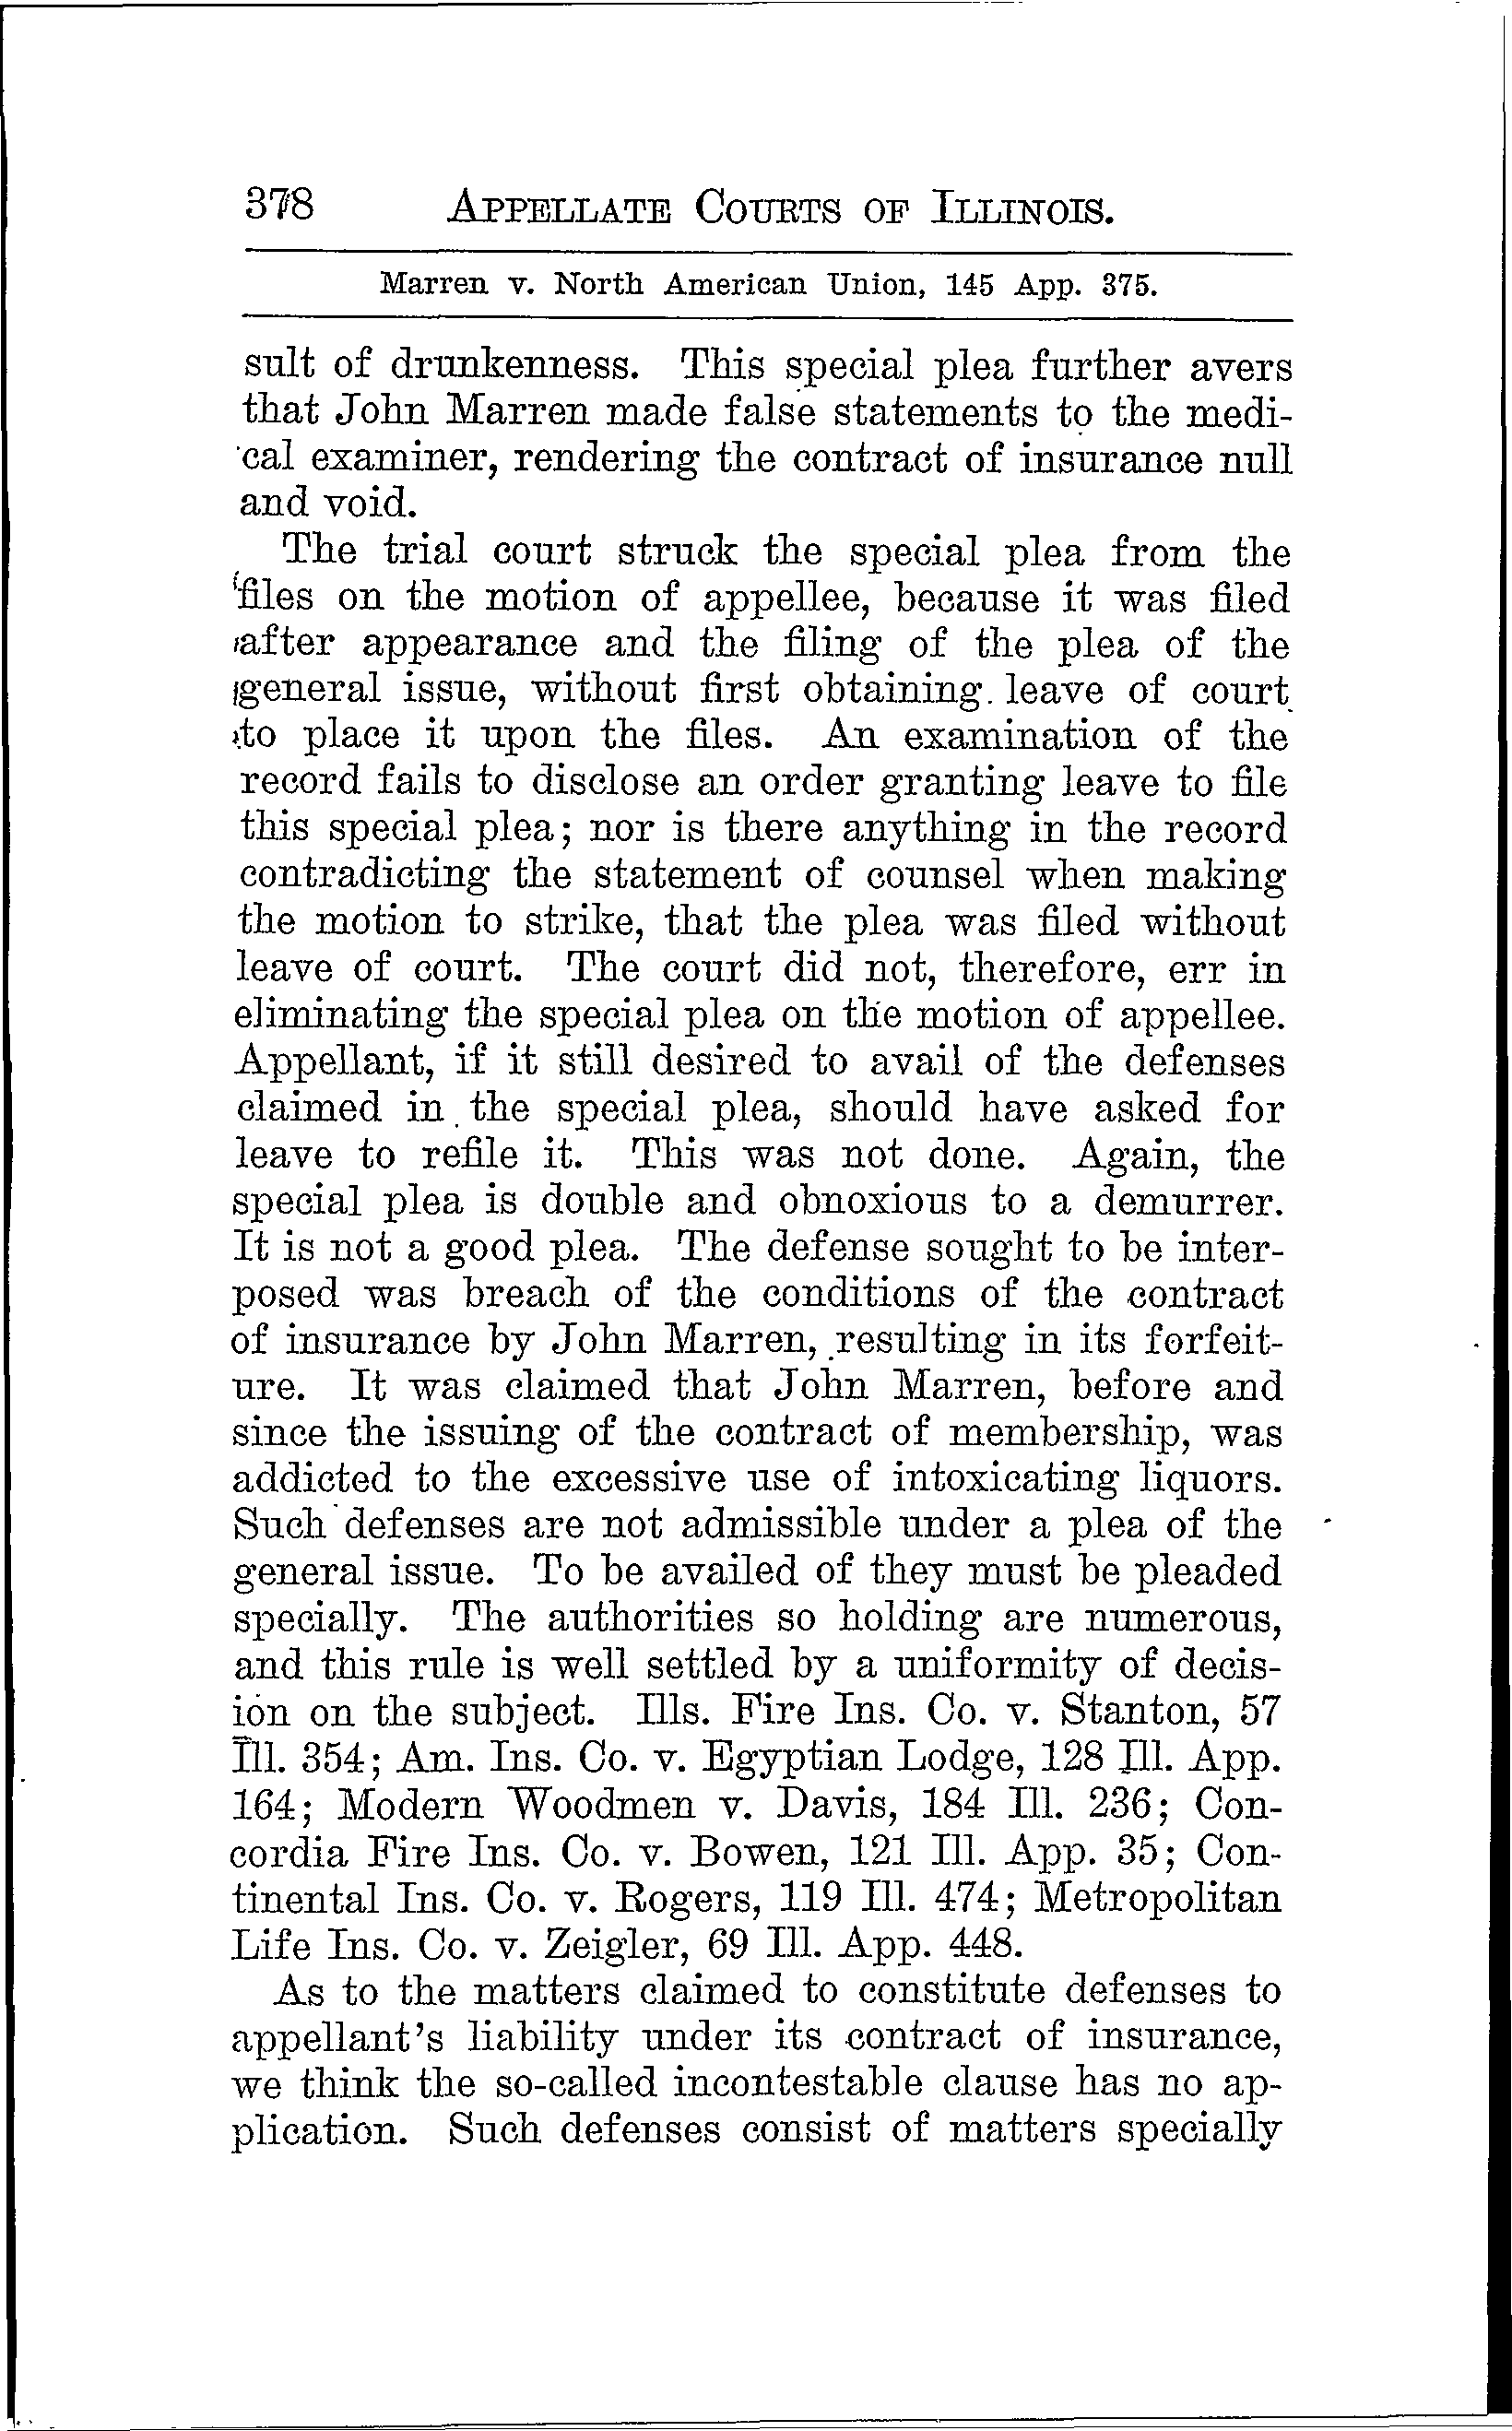 378 APPELLATE COURTS OF ILLINOIS.
Marren v. North American Union, 145 App. 375.
sult of drunkenness. This special plea further avers
that John Marren made false statements to the medi-
cal examiner, rendering the contract of insurance null
and void.
The trial court struck the special plea from the
files on the motion of appellee, because it was filed
after appearance and the filing of the plea of the
general issue, without first obtaining leave of court
to place it upon the files. An examination of the
record fails to disclose an order granting leave to file
this special plea; nor is there anything in the record
contradicting the statement of counsel when making
the motion to strike, that the plea was filed without
leave of court. The court did not, therefore, err in
eliminating the special plea on the motion of appellee.
Appellant, if it still desired to avail of the defenses
claimed in the special plea, should have asked for
leave to refile it. This was not done. Again, the
special plea is double and obnoxious to a demurrer.
It is not a good plea. The defense sought to be inter-
posed was breach of the conditions of the contract
of insurance by John Marren, resulting in its forfeit-
ure. It was claimed that John Marren, before and
since the issuing of the contract of membership, was
addicted to the excessive use of intoxicating liquors.
Such defenses are not admissible under a plea of the
general issue. To be availed of they must be pleaded
specially. The authorities so holding are numerous,
and this rule is well settled by a uniformity of decis-
ion on the subject. Ills. Fire Ins. Co. v. Stanton, 57
Ill. 354; Am. Ins. Co. v. Egyptian Lodge, 128 Ill. App.
164; Modern Woodmen v. Davis, 184 Ill. 236; Con-
cordia Fire Ins. Co. v. Bowen, 121 Ill. App. 35; Con-
tinental Ins. Co. v. Rogers, 119 Ill. 474; Metropolitan
Life Ins. Co. v. Zeigler, 69 Ill. App. 448.
As to the matters claimed to constitute defenses to
appellant's liability under its contract of insurance,
we think the so-called incontestable clause has no ap-
plication. Such defenses consist of matters specially